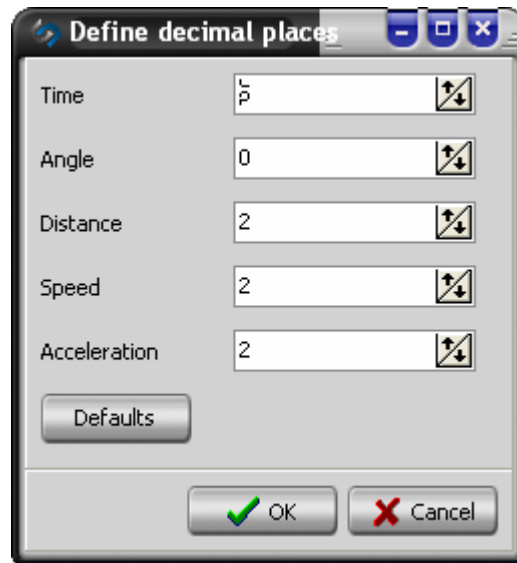 Define decimal places
Time
Angle 0
Distance 2
Speed 2
Acceleration 2
Defaults
OK Cancel